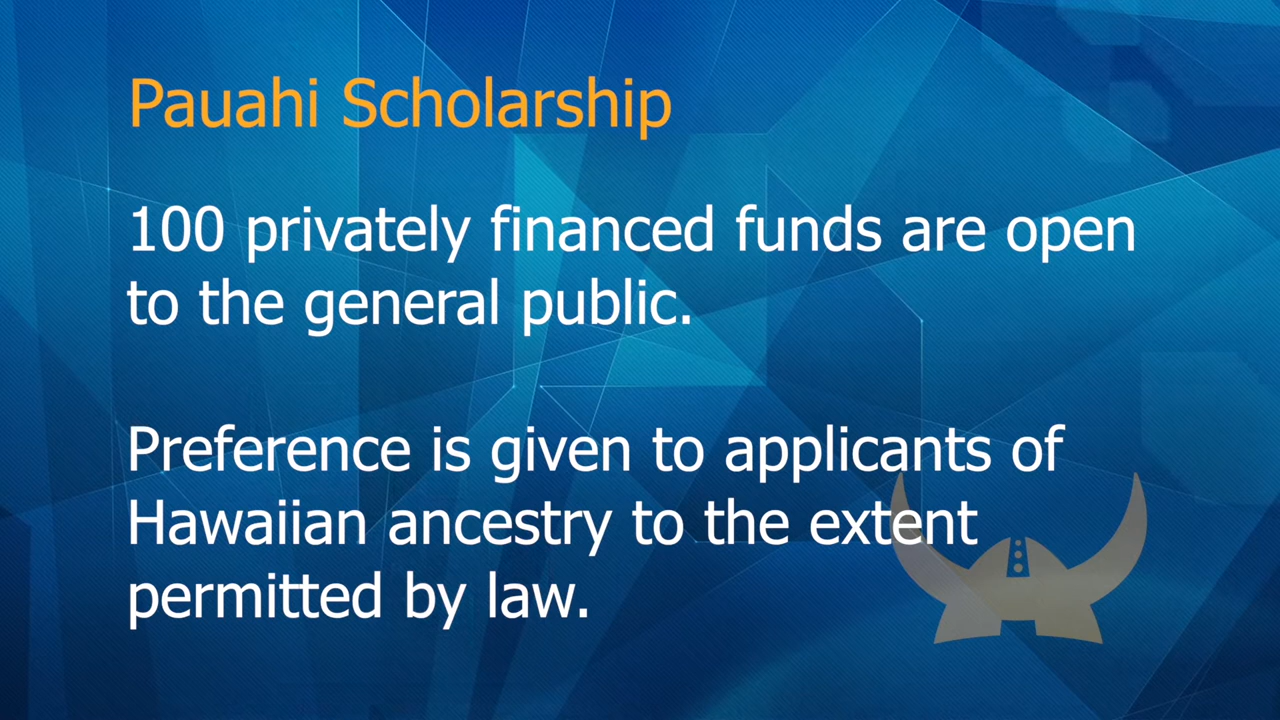 Pauahi Scholarship
100 privately financed funds are open
to the general public.
Preference is given to applicants of
Hawaiian ancestry to the extent
permitted by law.